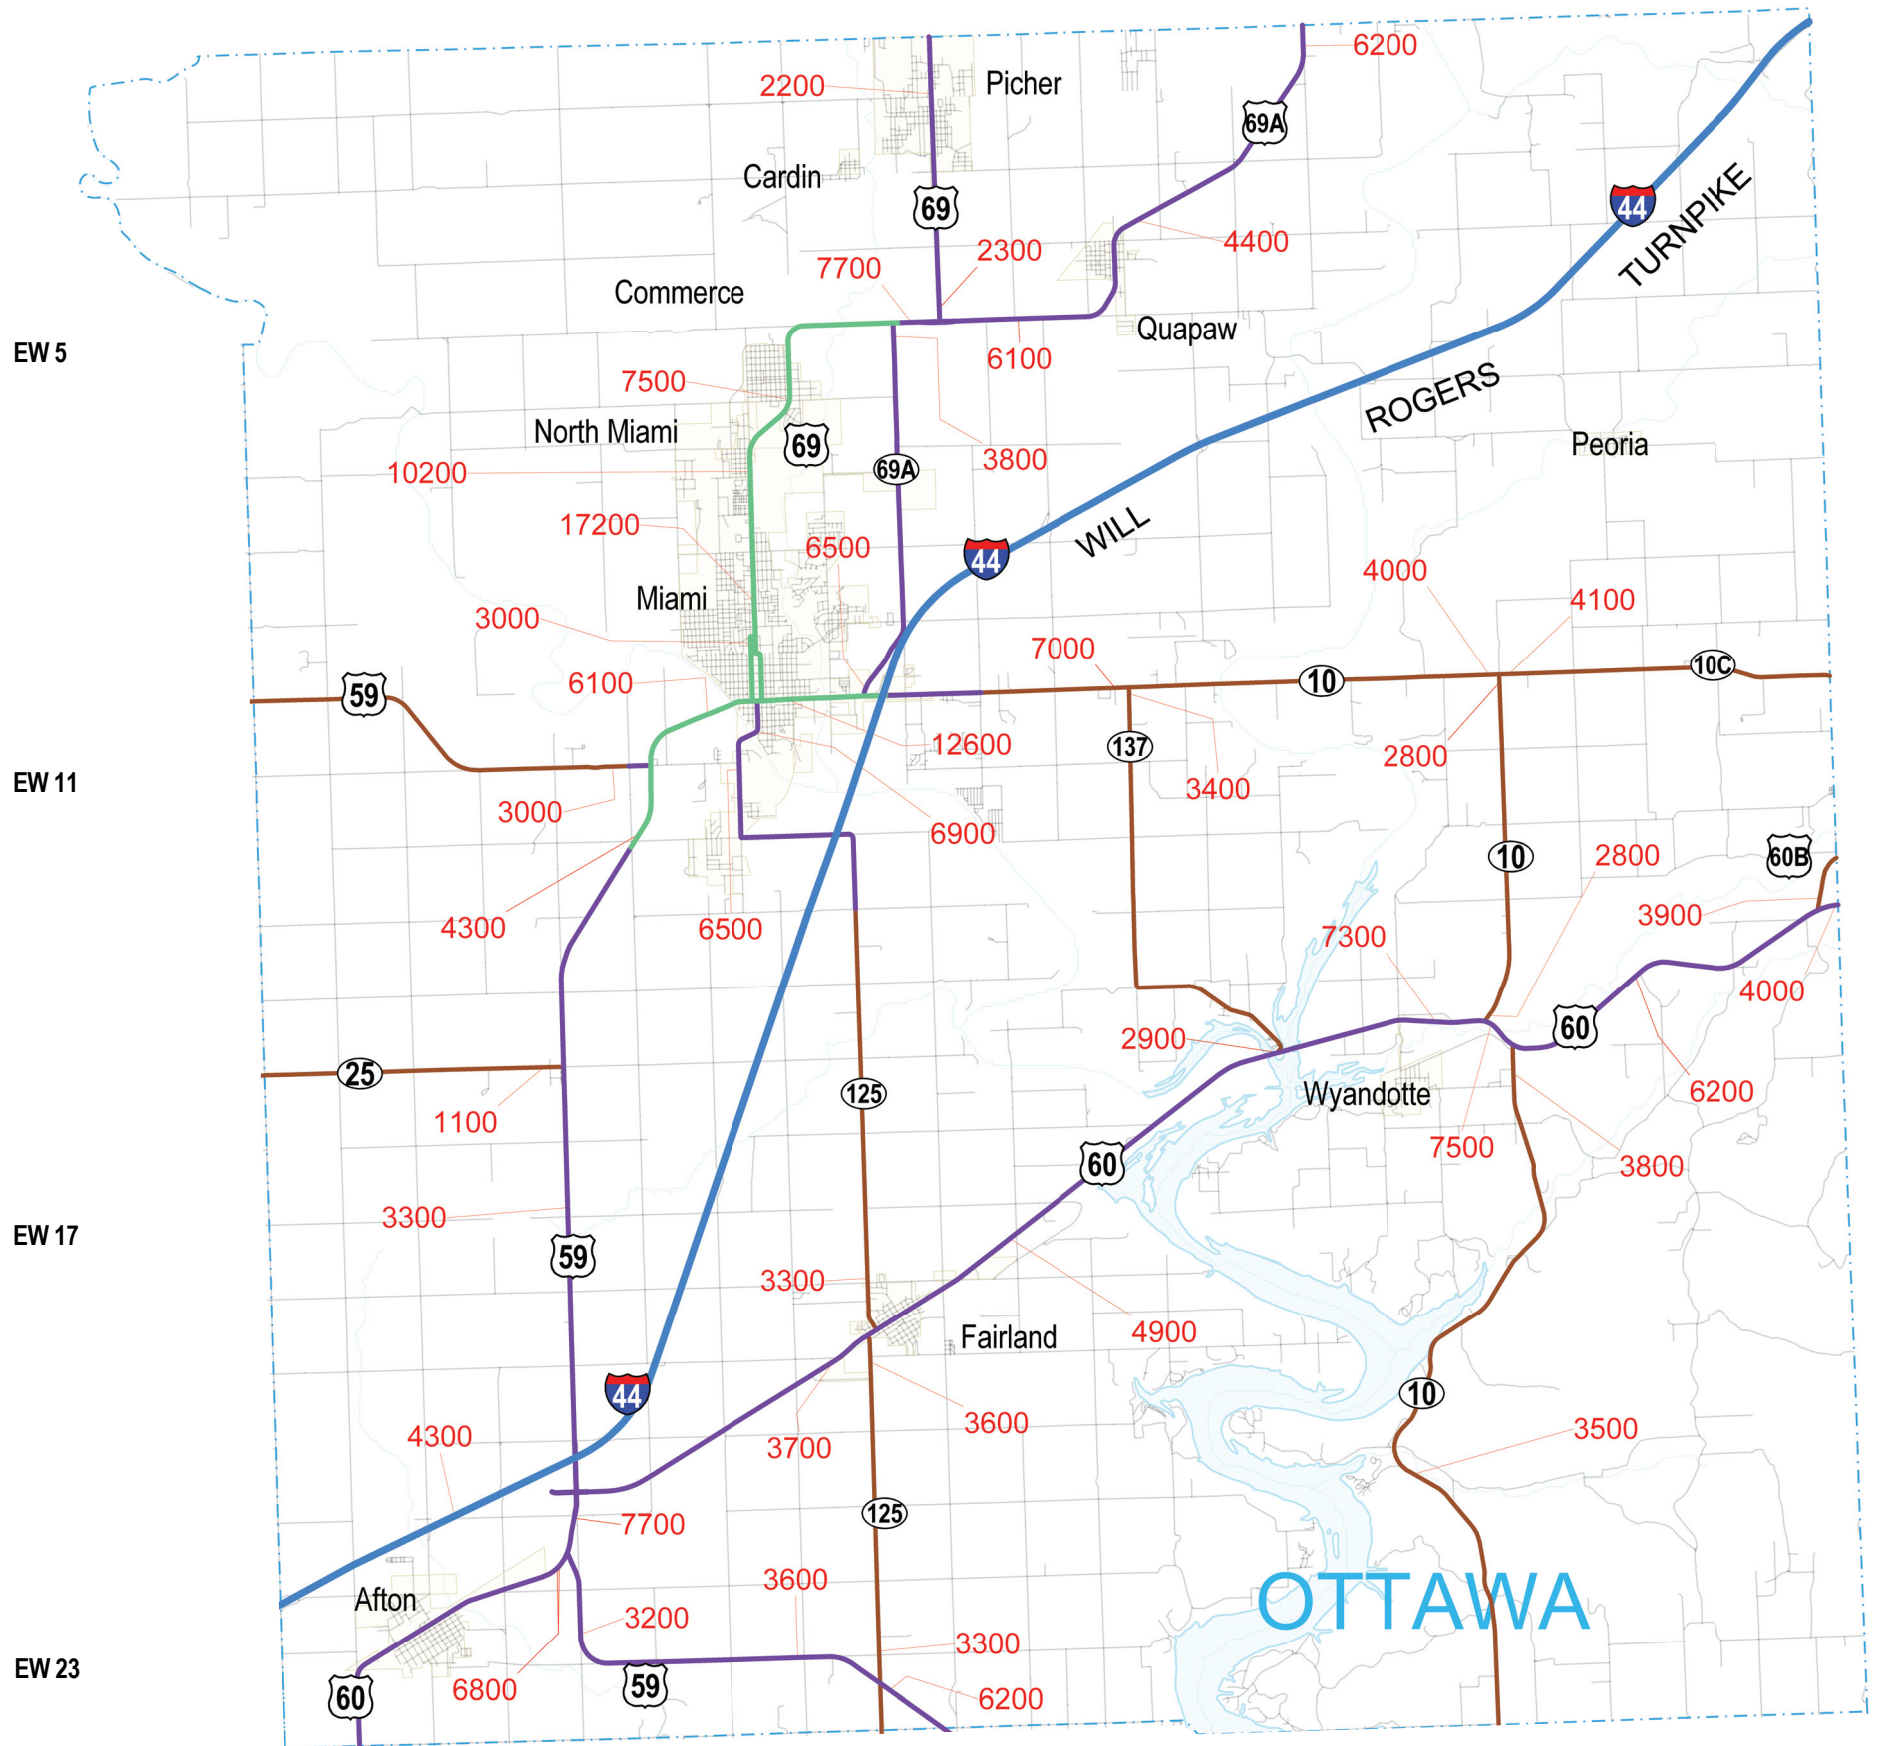 6200
Picher
2200
69A
Cardin
44
TURNPIKE
69
2300
4400
7700
Commerce
Quapaw
EW 5
6100
7500
ROGERS
North Miami
69
Peoria
10200
69A
3800
17200
WILL
6500
44
4000
Miami
4100
3000
7000
10C
6100
59
10
12600
137
2800
EW 11
3400
3000
6900
10
2800
60B
4300
6500
3900
7300
4000
60
2900
25
125
Wyandotte
6200
1100
7500
60
3800
3300
EW 17
59
3300
4900
Fairland
44
10
3600
3500
4300
3700
125
7700
3600
Afton
OTTAWA
3200
3300
EW 23
6800
59
60
6200